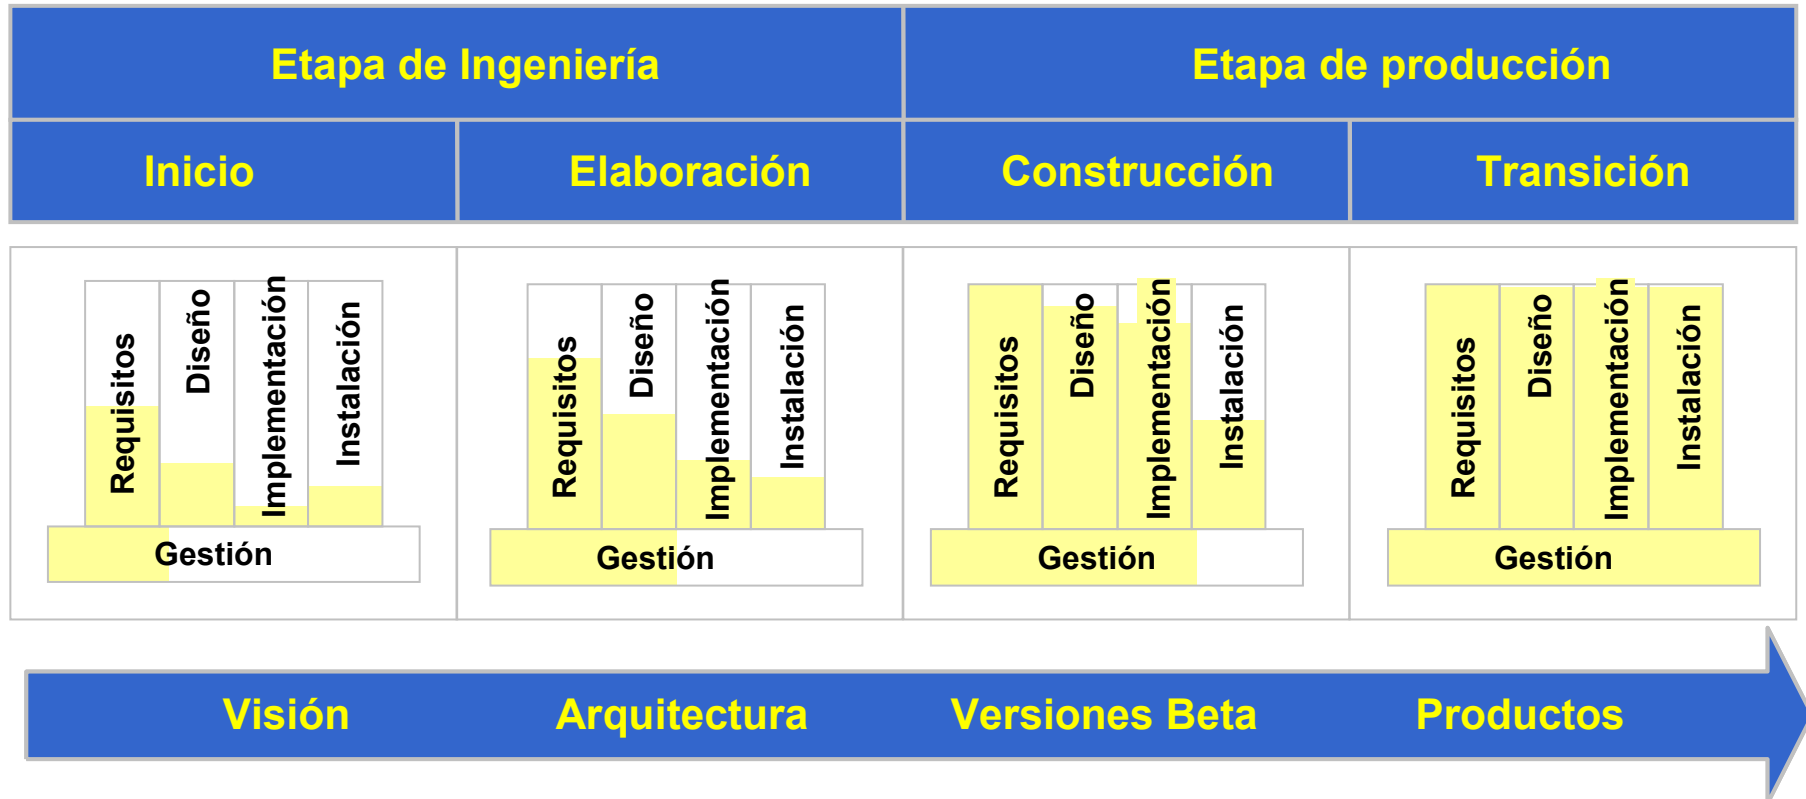 Etapa de Ingeniería
Etapa de producción
Inicio
Elaboración
Construcción
Transición
Requisitos
Diseño
Implementación
Instalación
Gestión
Requisitos
Diseño
Implementación
Instalación
Gestión
Requisitos
Diseño
Implementación
Instalación
Gestión
Requisitos
Diseño
Implementación
Instalación
Gestión
Visión
Arquitectura
Versiones Beta
Productos